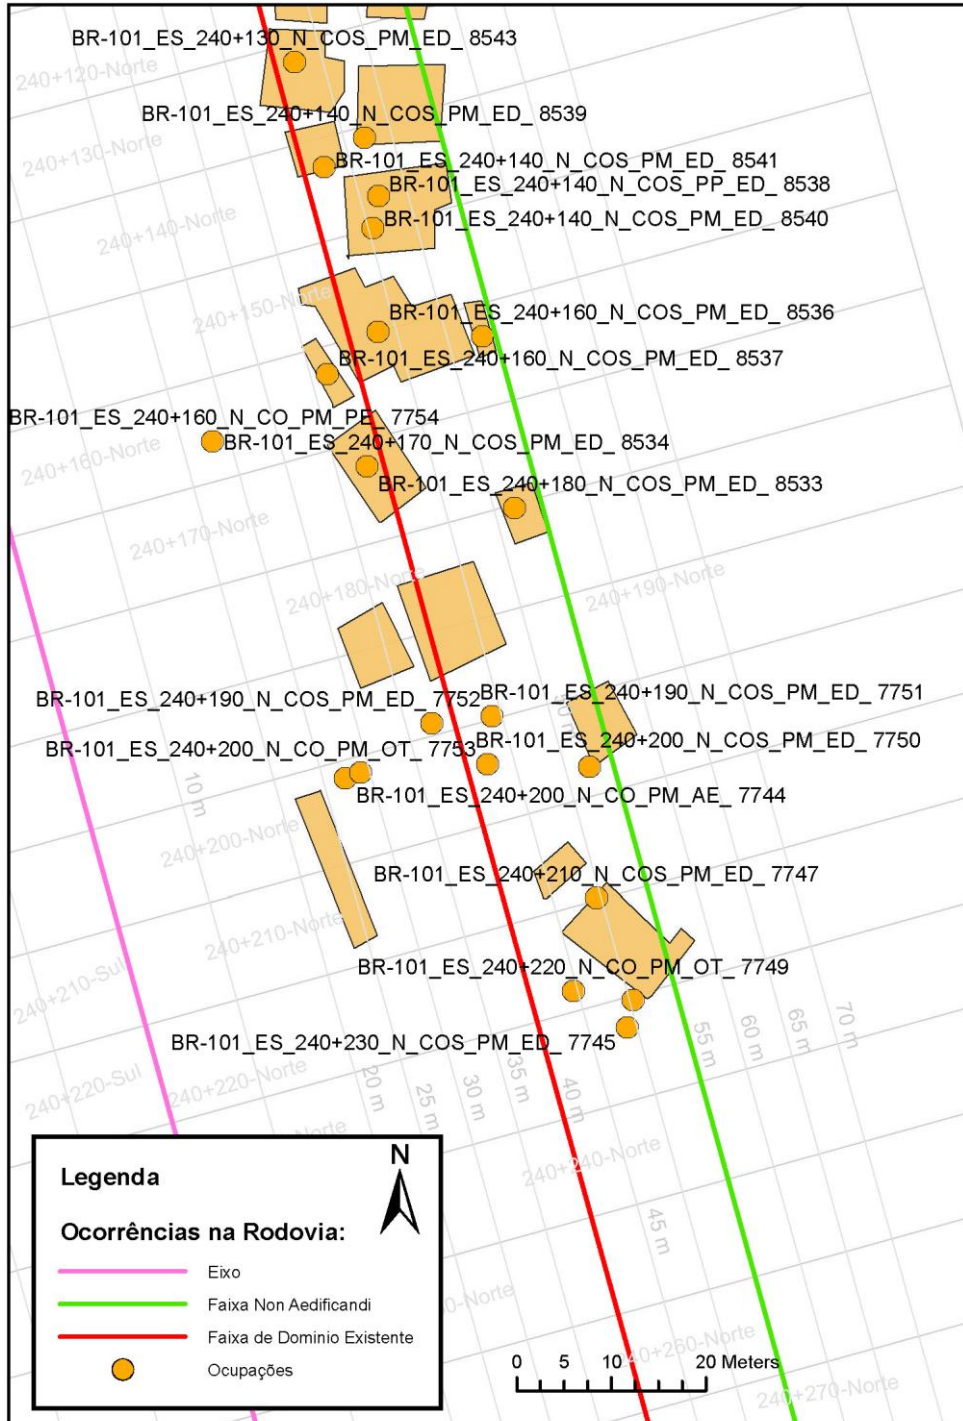 BR-101_ES_240+130_N_COS_PM_ED_ 8543
240+120-Norte
BR-101_ES_240+140_N_COS_PM_ED_ 8539
240+130-Norte
BR-101_ES_240+140_N_COS_PM_ED_ 8541
BR-101_ES_240+140_N_COS_PP_ED_ 8538
BR-101_ES_240+140_N_COS_PM_ED_ 8540
240+140-Norte
240+150-Norte
BR-101_ES_240+160_N_COS_PM_ED_ 8536
BR-101_ES_240+160_N_COS_PM_ED_ 8537
BR-101_ES_240+160_N_CO_PM_PE_ 7754
BR-101_ES_240+170_N_COS_PM_ED_ 8534
240+160-Norte
BR-101_ES_240+180_N_COS_PM_ED_ 8533
240+170-Norte
240+180-Norte
240+190-Norte
BR-101_ES_240+190_N_COS_PM_ED_ 7752
BR-101_ES_240+190_N_COS_PM_ED_ 7751
BR-101_ES_240+200_N_CO_PM_OT_ 7753
BR-101_ES_240+200_N_COS_PM_ED_ 7750
10 m
BR-101_ES_240+200_N_CO_PM_AE_ 7744
240+200-Norte
BR-101_ES_240+210_N_COS_PM_ED_ 7747
240+210-Norte
240+210-Sul
BR-101_ES_240+220_N_CO_PM_OT_ 7749
BR-101_ES_240+230_N_COS_PM_ED_ 7745
55 m
60 m
65 m
70 m
240+220-Sul
240+220-Norte
20 m
25 m
30 m
35 m
40 m
240+240-Norte
45 m
N
Legenda
Ocorrências na Rodovia:
Eixo
Faixa Non Aedificandi
Faixa de Dominio Existente
Ocupações
0 5 10 20 Meters
240+260-Norte
240+270-Norte